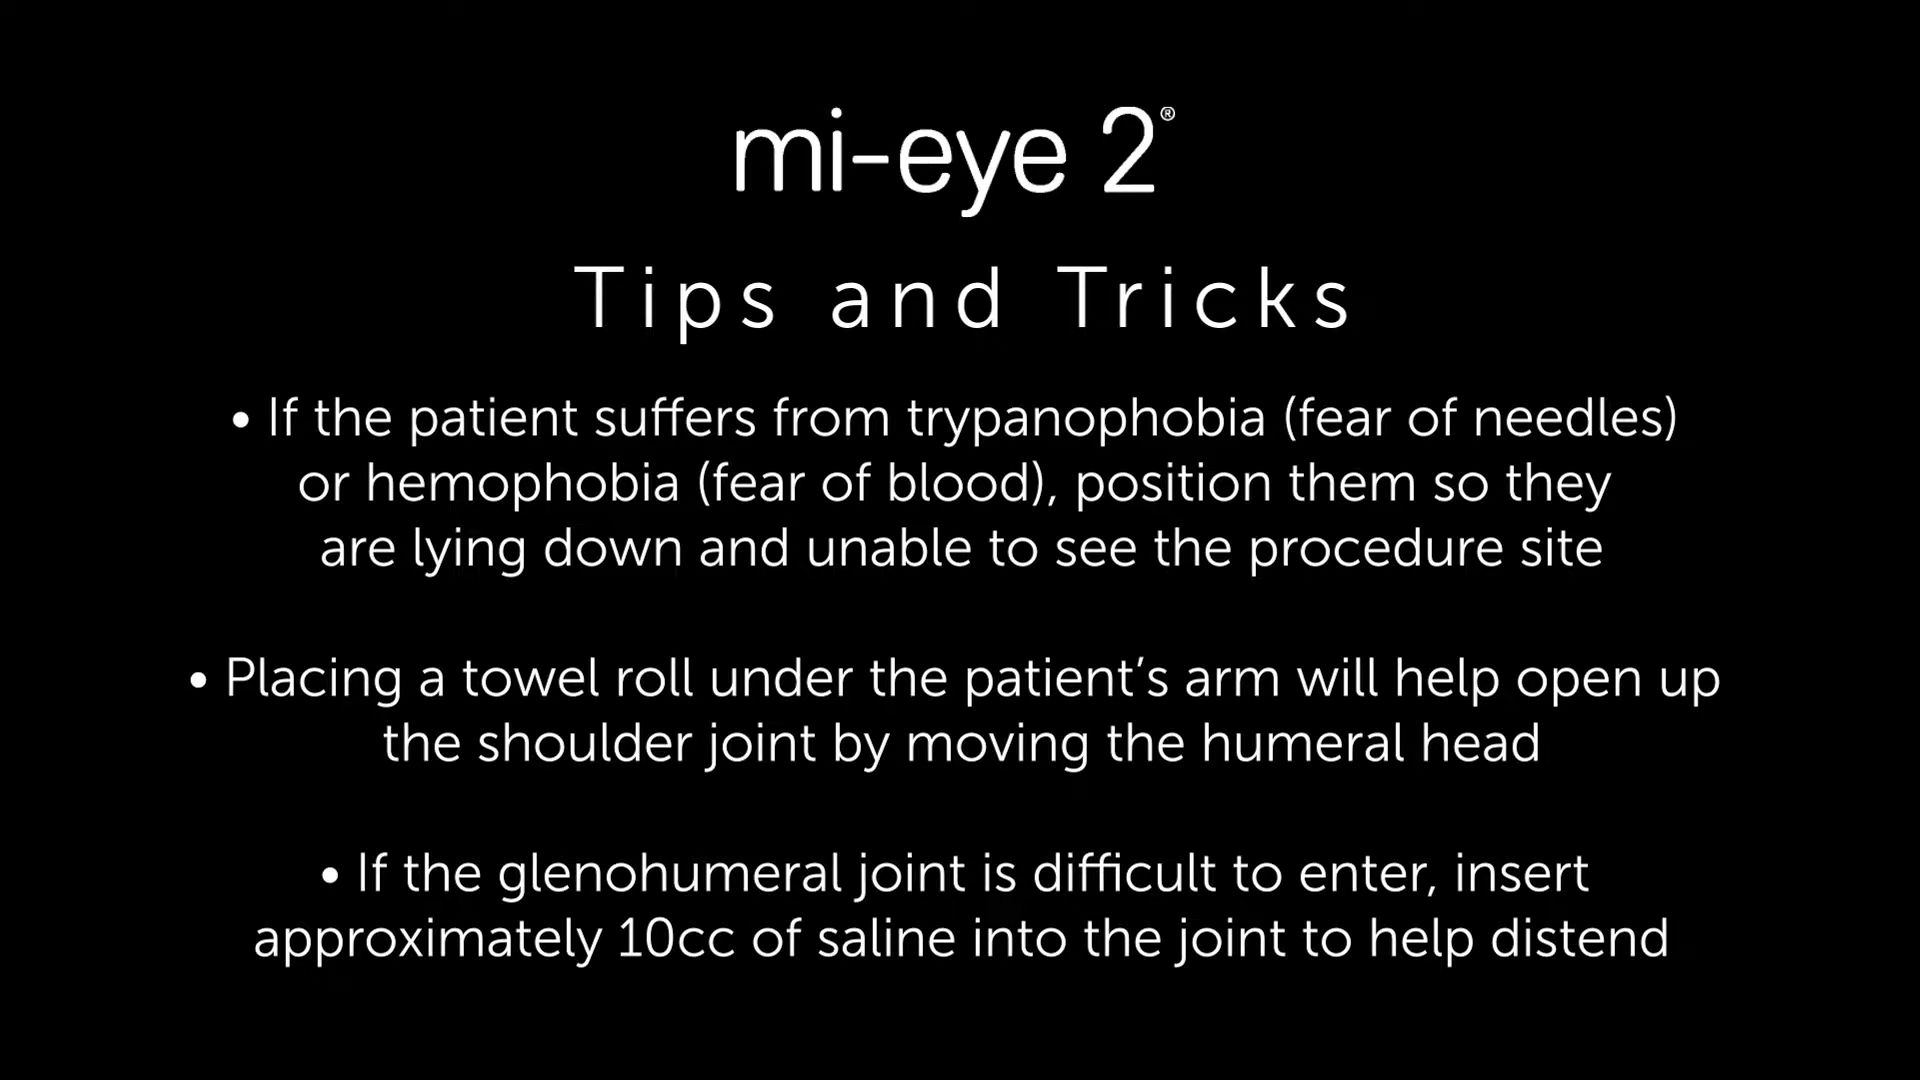 mi-eye 2®
Tips and Tricks
• If the patient suffers from trypanophobia (fear of needles)
or hemophobia (fear of blood), position them so they
are lying down and unable to see the procedure site
• Placing a towel roll under the patient’s arm will help open up
the shoulder joint by moving the humeral head
• If the glenohumeral joint is difficult to enter, insert
approximately 10cc of saline into the joint to help distend